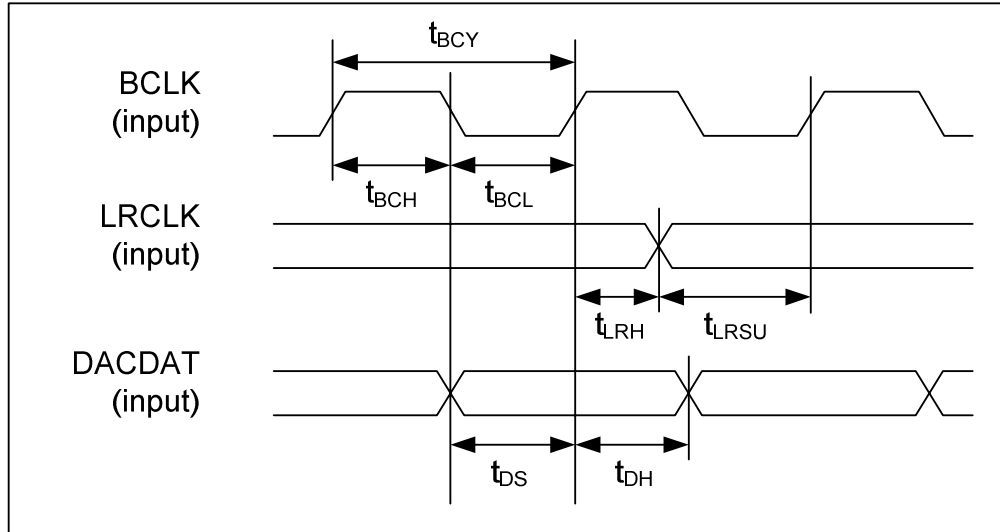 tBCY
BCLK
(input)
tBCH
tBCL
LRCLK
(input)
tLRH
tLRSU
DACDAT
(input)
tDS
tDH